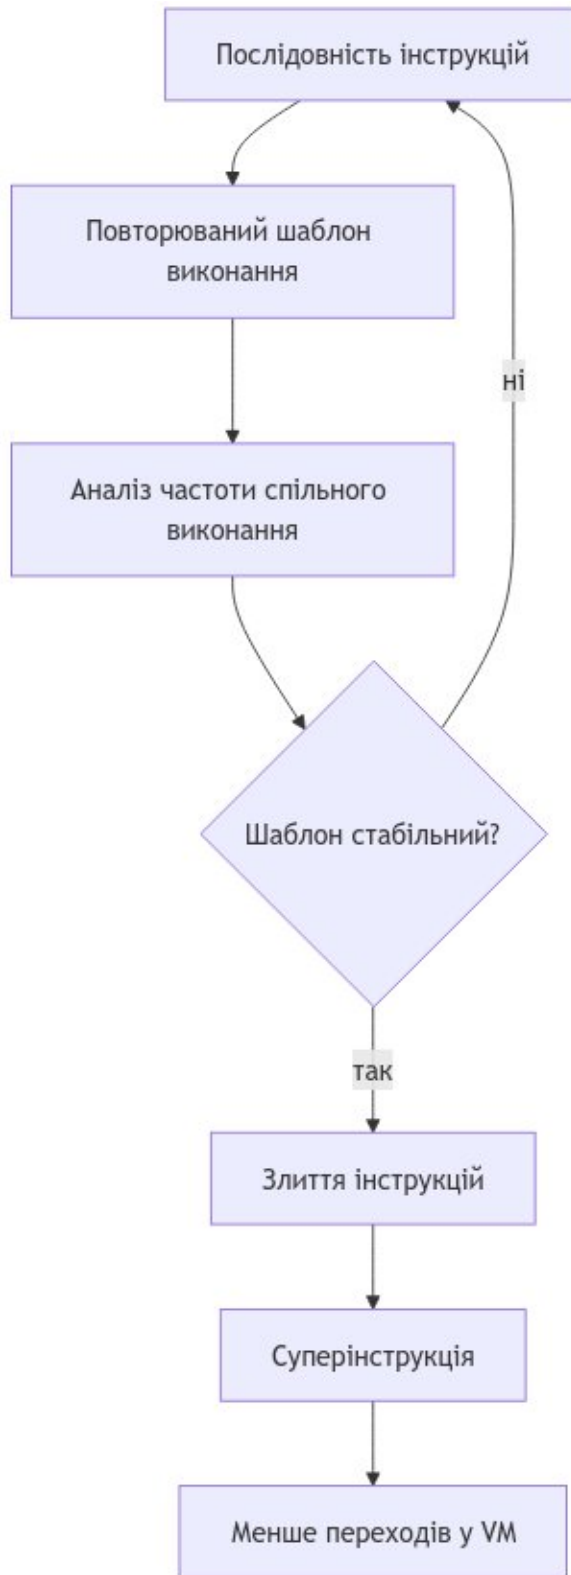 Послідовність інструкцій
Повторюваний шаблон
виконання
ні
Аналіз частоти спільного
виконання
Шаблон стабільний?
так
Злиття інструкцій
Суперінструкція
Менше переходів у VM